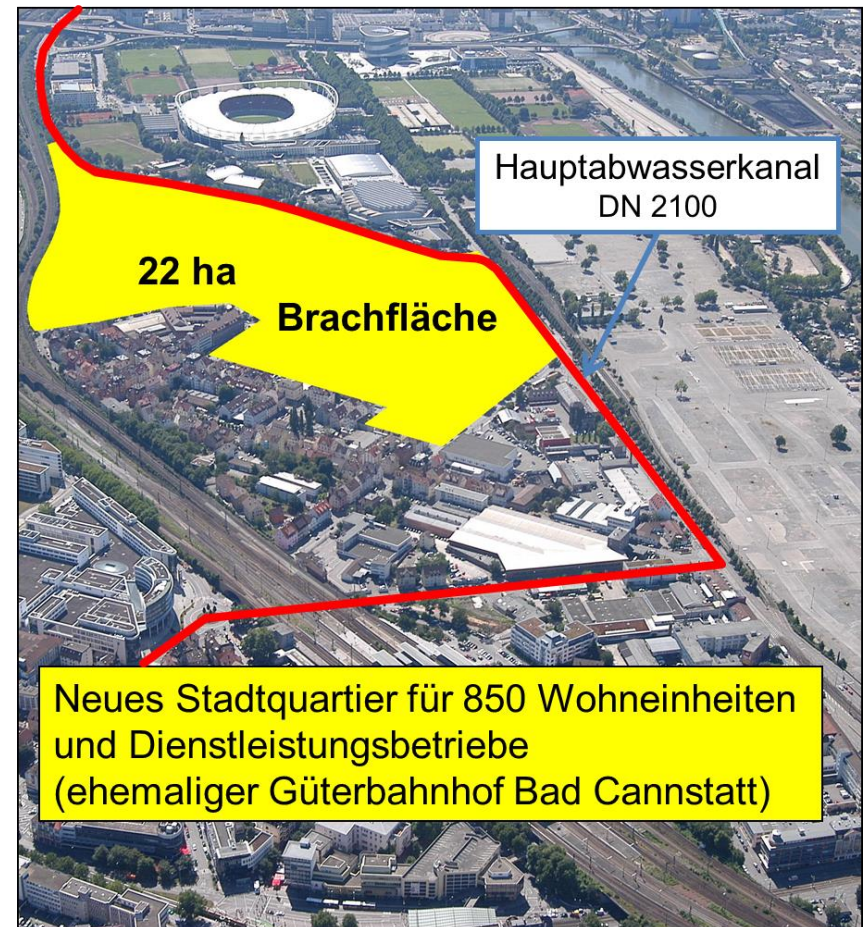 Hauptabwasserkanal
DN 2100
22 ha
Brachfläche
Neues Stadtquartier für 850 Wohneinheiten
und Dienstleistungsbetriebe
(ehemaliger Güterbahnhof Bad Cannstatt)